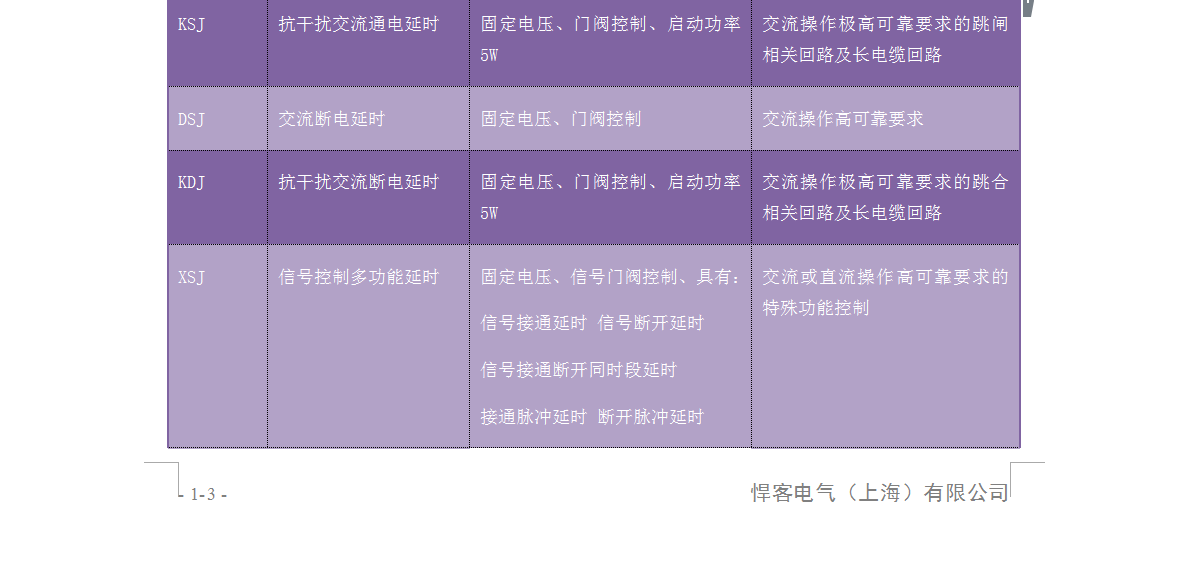 KSJ 抗干扰交流通电延时 固定电压、门阀控制、启动功率 交流操作极高可靠要求的跳闸
5W 相关回路及长电缆回路
DSJ 交流断电延时 固定电压、门阀控制 交流操作高可靠要求
KDJ 抗干扰交流断电延时 固定电压、门阀控制、启动功率 交流操作极高可靠要求的跳合
5W 相关回路及长电缆回路
XSJ 信号控制多功能延时 固定电压、信号门阀控制、具有： 交流或直流操作高可靠要求的
信号接通延时 信号断开延时 特殊功能控制
信号接通断开同时段延时
接通脉冲延时 断开脉冲延时
- 1-3 - 悍客电气（上海）有限公司